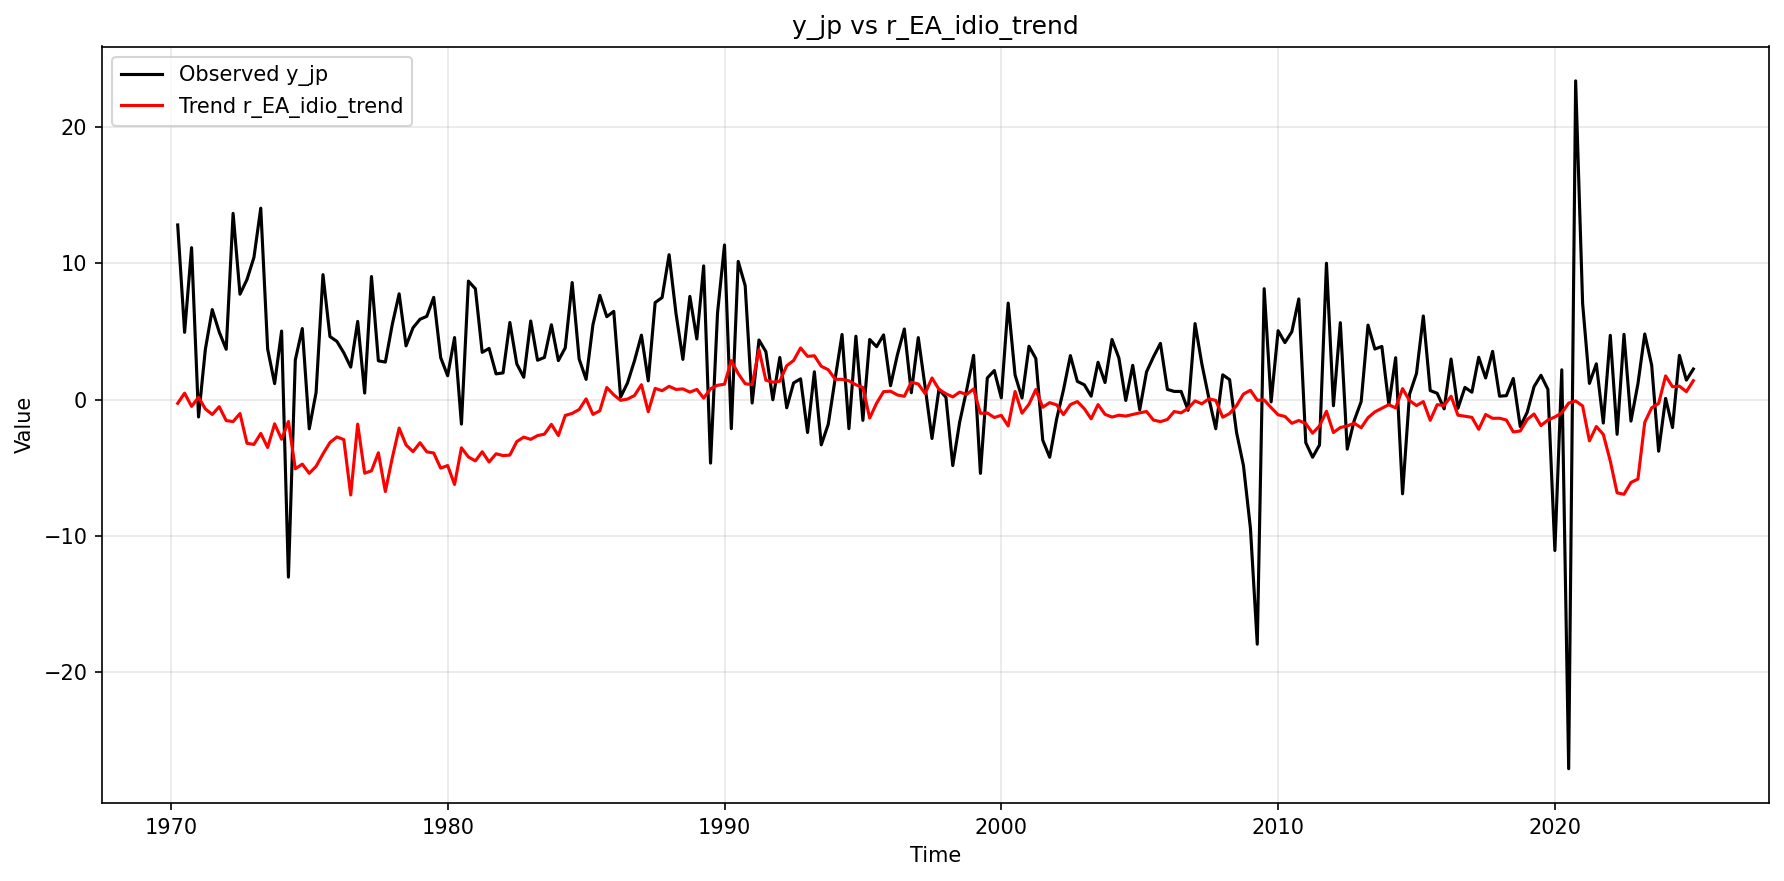 y_jp vs r_EA_idio_trend
Observed y_jp
Trend r_EA_idio_trend
Value
20
10
0
−10
−20
1970
1980
1990
2000
2010
2020
Time